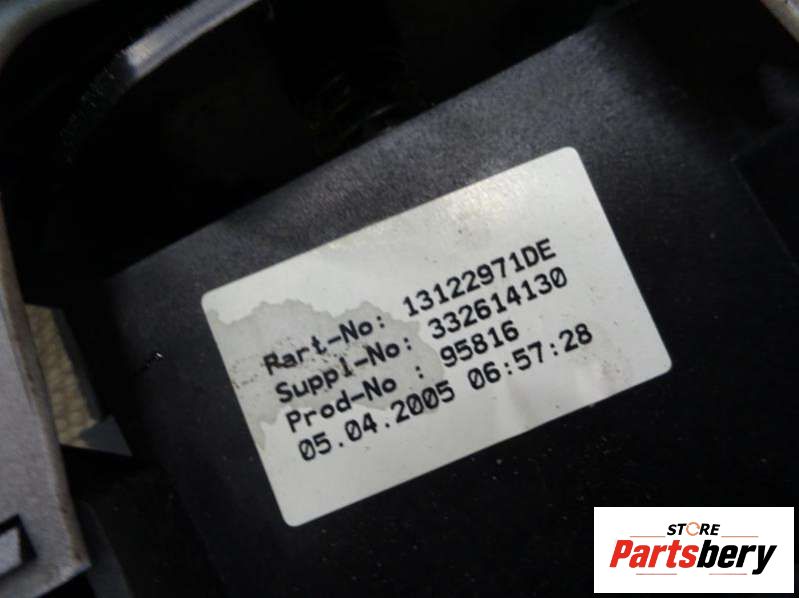 Part-No: 13122971DE
Suppl-No: 332614130
Prod-No : 95816
05.04.2005 06:57:28
STORE
Partsbery